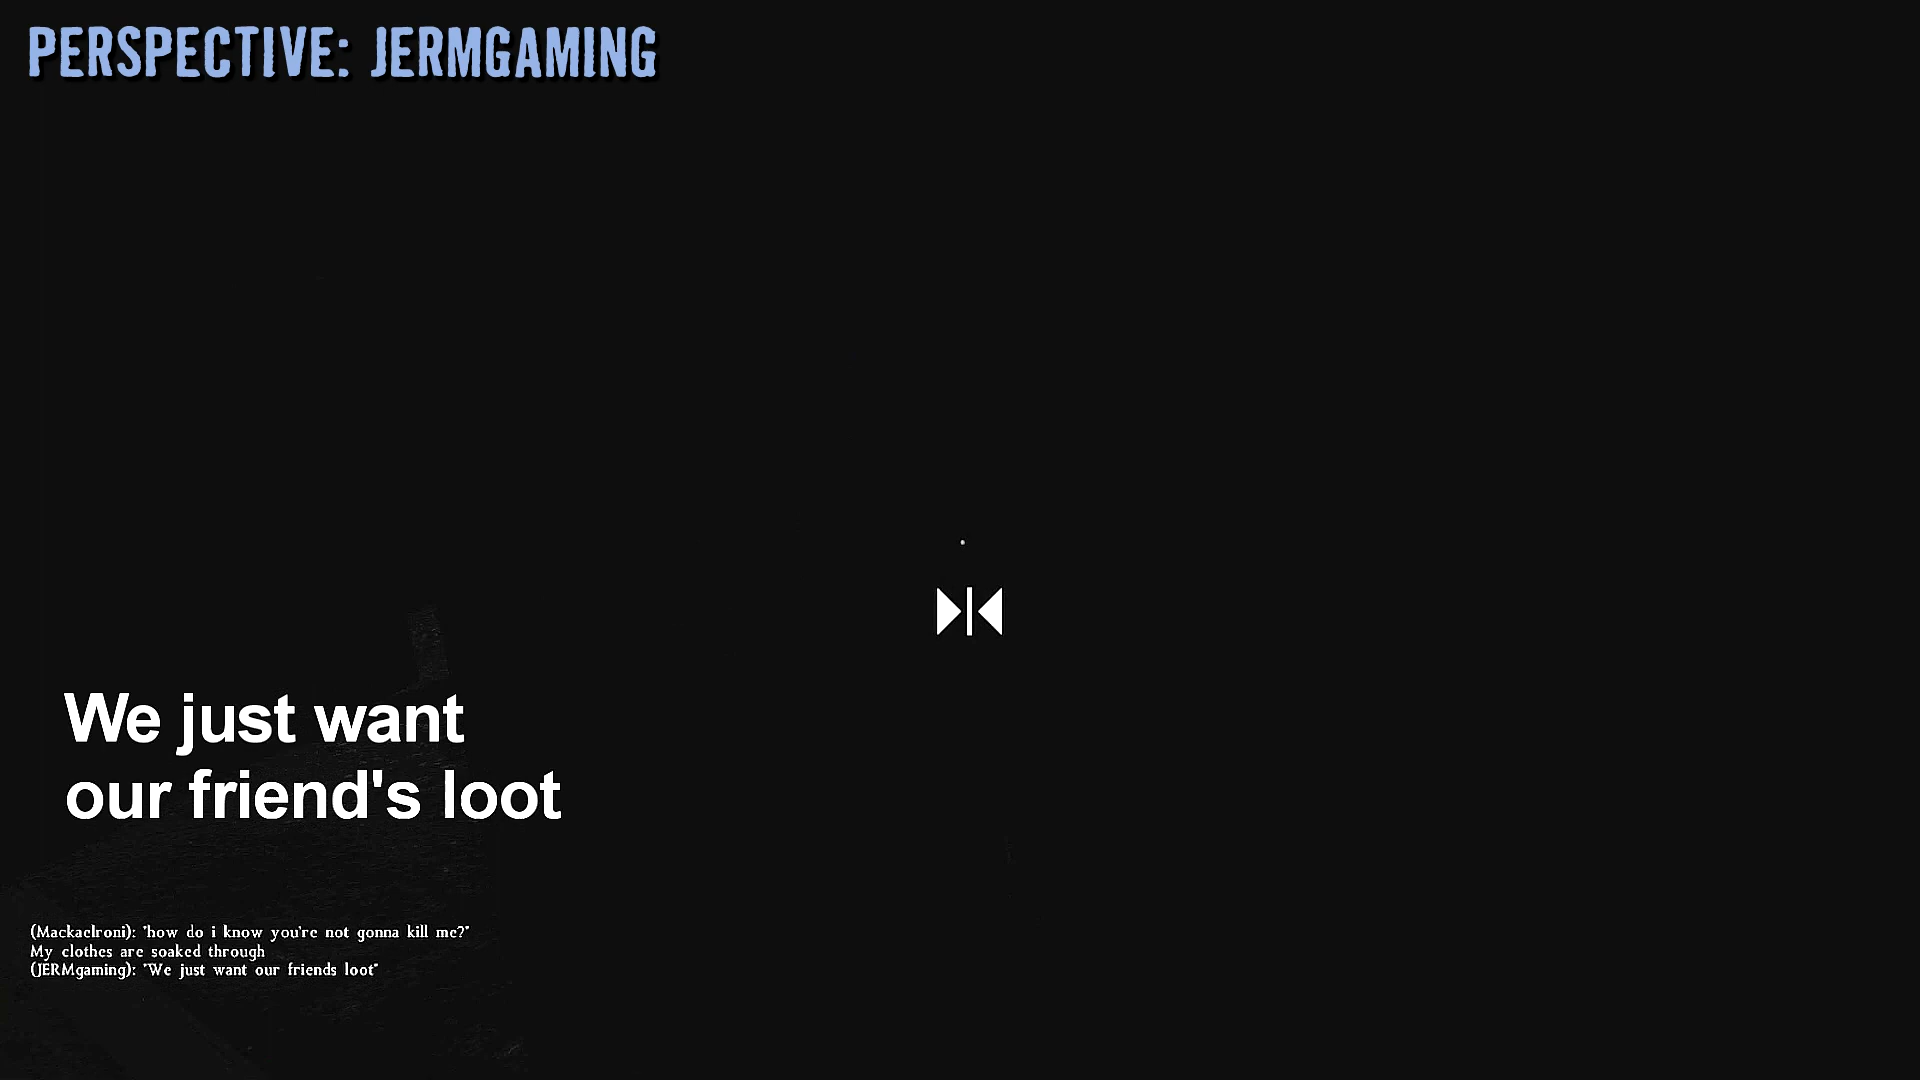 PERSPECTIVE: JERMGAMING
We just want
our friend's loot
(Mackaelroni): "how do i know you're not gonna kill me?"
My clothes are soaked through
(JERMgaming): "We just want our friends loot"